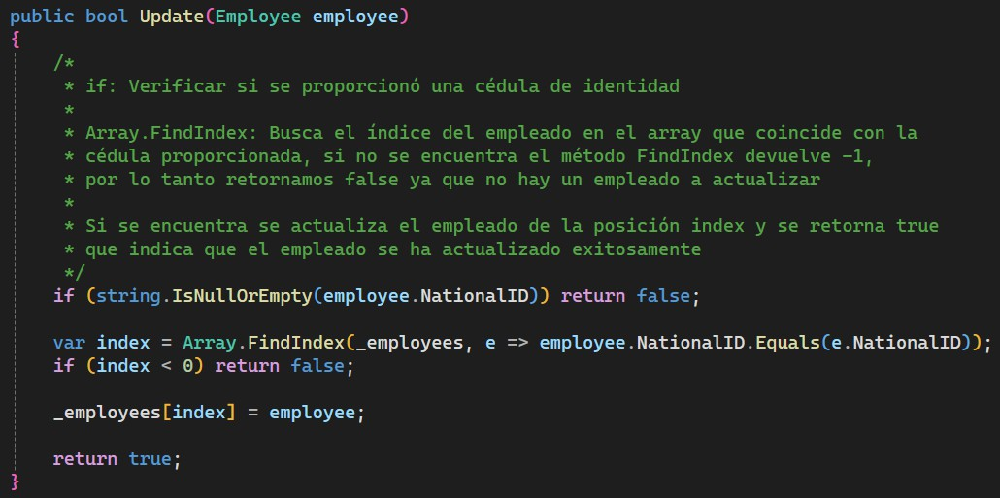 public bool Update(Employee employee)
{
/*
* if: Verificar si se proporcionó una cédula de identidad
*
* Array.FindIndex: Busca el índice del empleado en el array que coincide con la
* cédula proporcionada, si no se encuentra el método FindIndex devuelve -1,
* por lo tanto retornamos false ya que no hay un empleado a actualizar
*
* Si se encuentra se actualiza el empleado de la posición index y se retorna true
* que indica que el empleado se ha actualizado exitosamente
*/
if (string.IsNullOrEmpty(employee.NationalID)) return false;
var index = Array.FindIndex(_employees, e => employee.NationalID.Equals(e.NationalID));
if (index < 0) return false;
_employees[index] = employee;
return true;
}